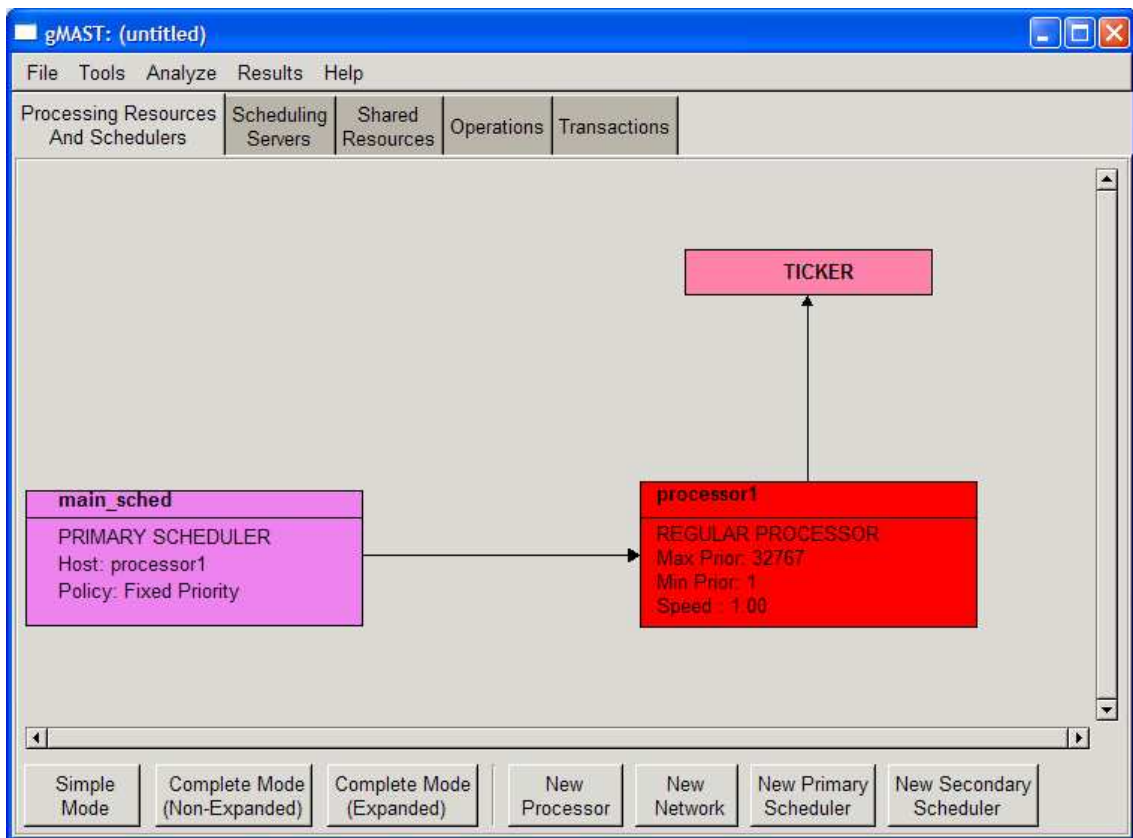 gMAST: (untitled)
File Tools Analyze Results Help
Processing Resources
And Schedulers
Scheduling
Servers
Shared
Resources
Operations
Transactions
TICKER
main_sched
PRIMARY SCHEDULER
Host: processor1
Policy: Fixed Priority
processor1
REGULAR PROCESSOR
Max Prior: 32767
Min Prior: 1
Speed : 1.00
Simple
Mode
Complete Mode
(Non-Expanded)
Complete Mode
(Expanded)
New
Processor
New
Network
New Primary
Scheduler
New Secondary
Scheduler